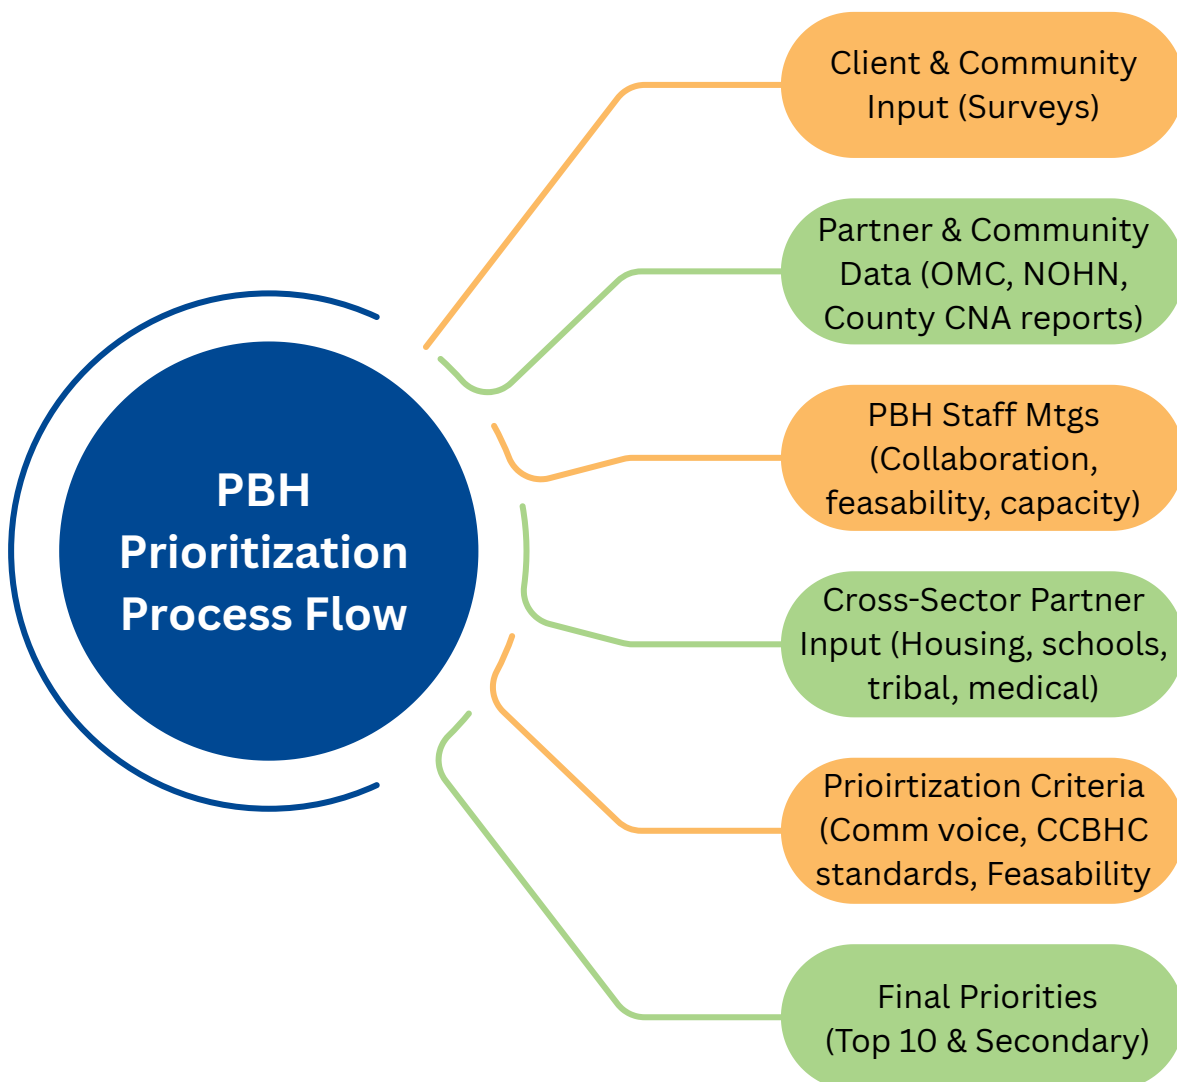 Client & Community
Input (Surveys)
Partner & Community
Data (OMC, NOHN,
County CNA reports)
PBH Staff Mtgs
(Collaboration,
feasability, capacity)
PBH
Prioritization
Process Flow
Cross-Sector Partner
Input (Housing, schools,
tribal, medical)
Prioirtization Criteria
(Comm voice, CCBHC
standards, Feasability
Final Priorities
(Top 10 & Secondary)